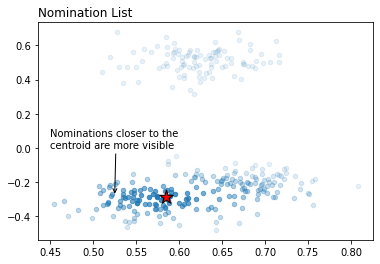 Nomination List
0.6
0.4
0.2
0.0
−0.2
−0.4
Nominations closer to the
centroid are more visible
0.45 0.50 0.55 0.60 0.65 0.70 0.75 0.80